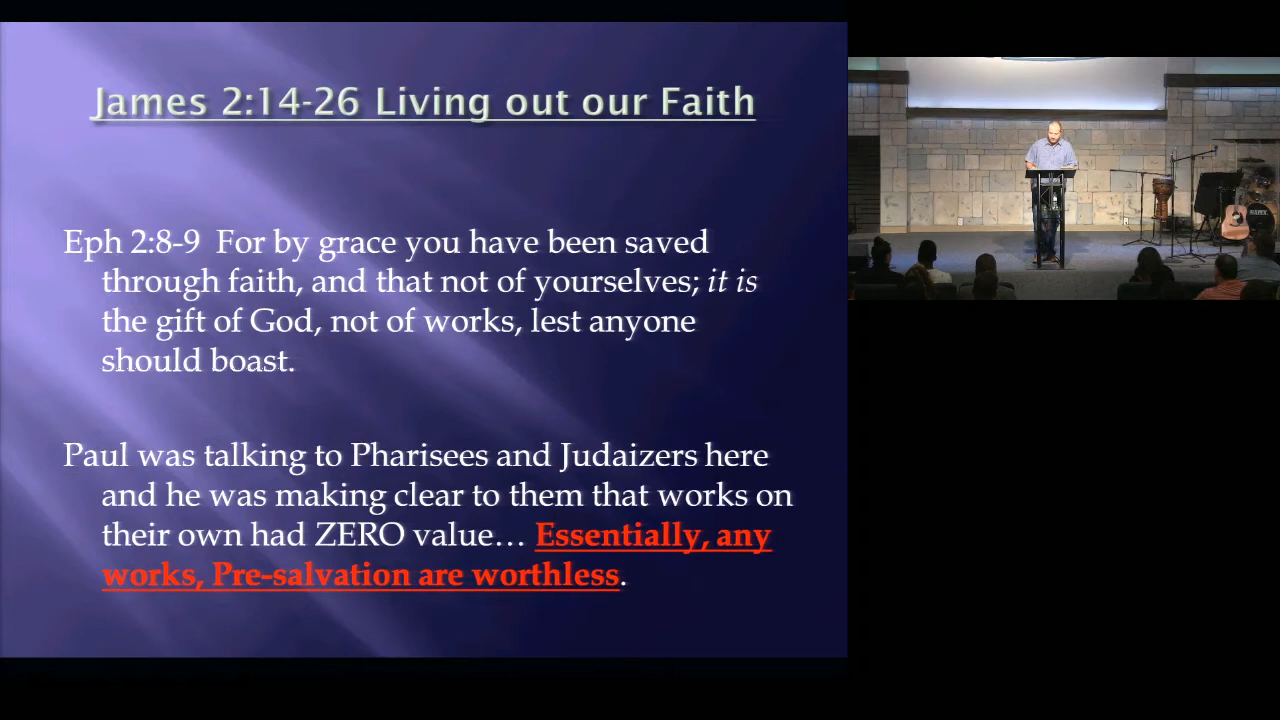 James 2:14-26 Living out our Faith
Eph 2:8-9 For by grace you have been saved
through faith, and that not of yourselves; it is
the gift of God, not of works, lest anyone
should boast.
Paul was talking to Pharisees and Judaizers here
and he was making clear to them that works on
their own had ZERO value… Essentially, any
works, Pre-salvation are worthless.